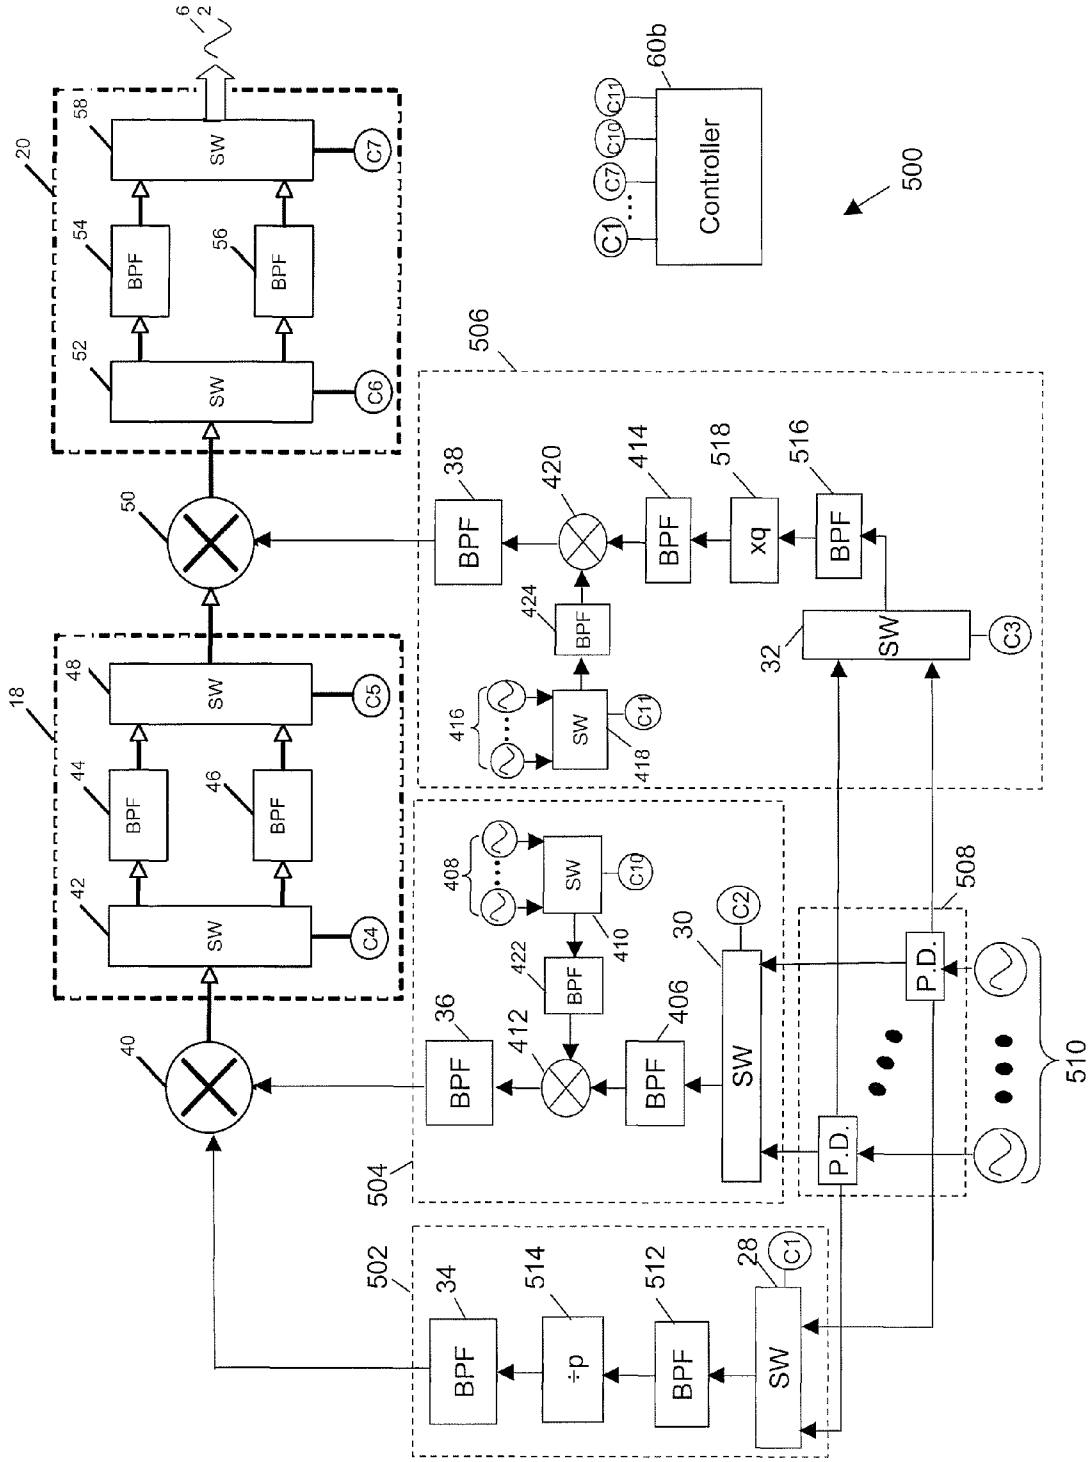 6
2
58
SW
C7
20
54
BPF
56
BPF
52
SW
C6
50
18
48
SW
C5
44
BPF
46
BPF
42
SW
C4
40
C1
C7
C10
C11
60b
Controller
500
506
38
BPF
420
414
BPF
518
xq
516
BPF
424
BPF
416
SW
C11
418
32
SW
C3
504
36
BPF
412
422
BPF
408
SW
C10
410
406
BPF
30
SW
C2
502
34
BPF
514
÷p
512
BPF
28
SW
C1
508
P.D.
P.D.
510